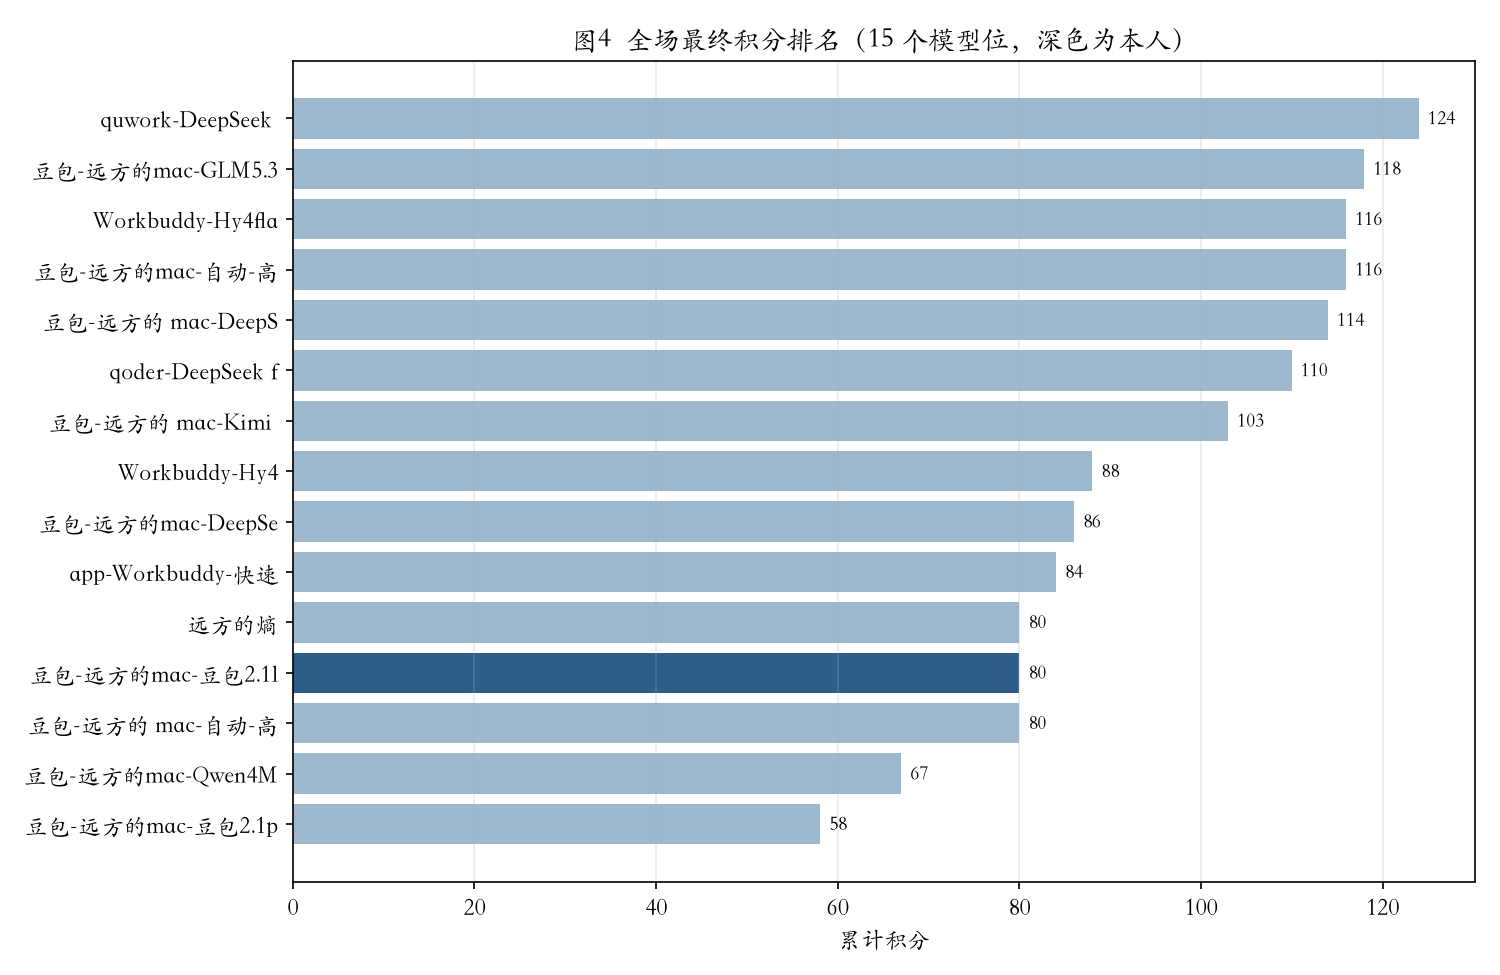 图4 全场最终积分排名（15 个模型位，深色为本人）
quwork-DeepSeek 124
豆包-远方的mac-GLM5.3 118
Workbuddy-Hy4fla 116
豆包-远方的mac-自动-高 116
豆包-远方的 mac-DeepS 114
qoder-DeepSeek f 110
豆包-远方的 mac-Kimi 103
Workbuddy-Hy4 88
豆包-远方的mac-DeepSe 86
app-Workbuddy-快速 84
远方的熵 80
豆包-远方的mac-豆包2.1l 80
豆包-远方的 mac-自动-高 80
豆包-远方的mac-Qwen4M 67
豆包-远方的mac-豆包2.1p 58
0 20 40 60 80 100 120
累计积分